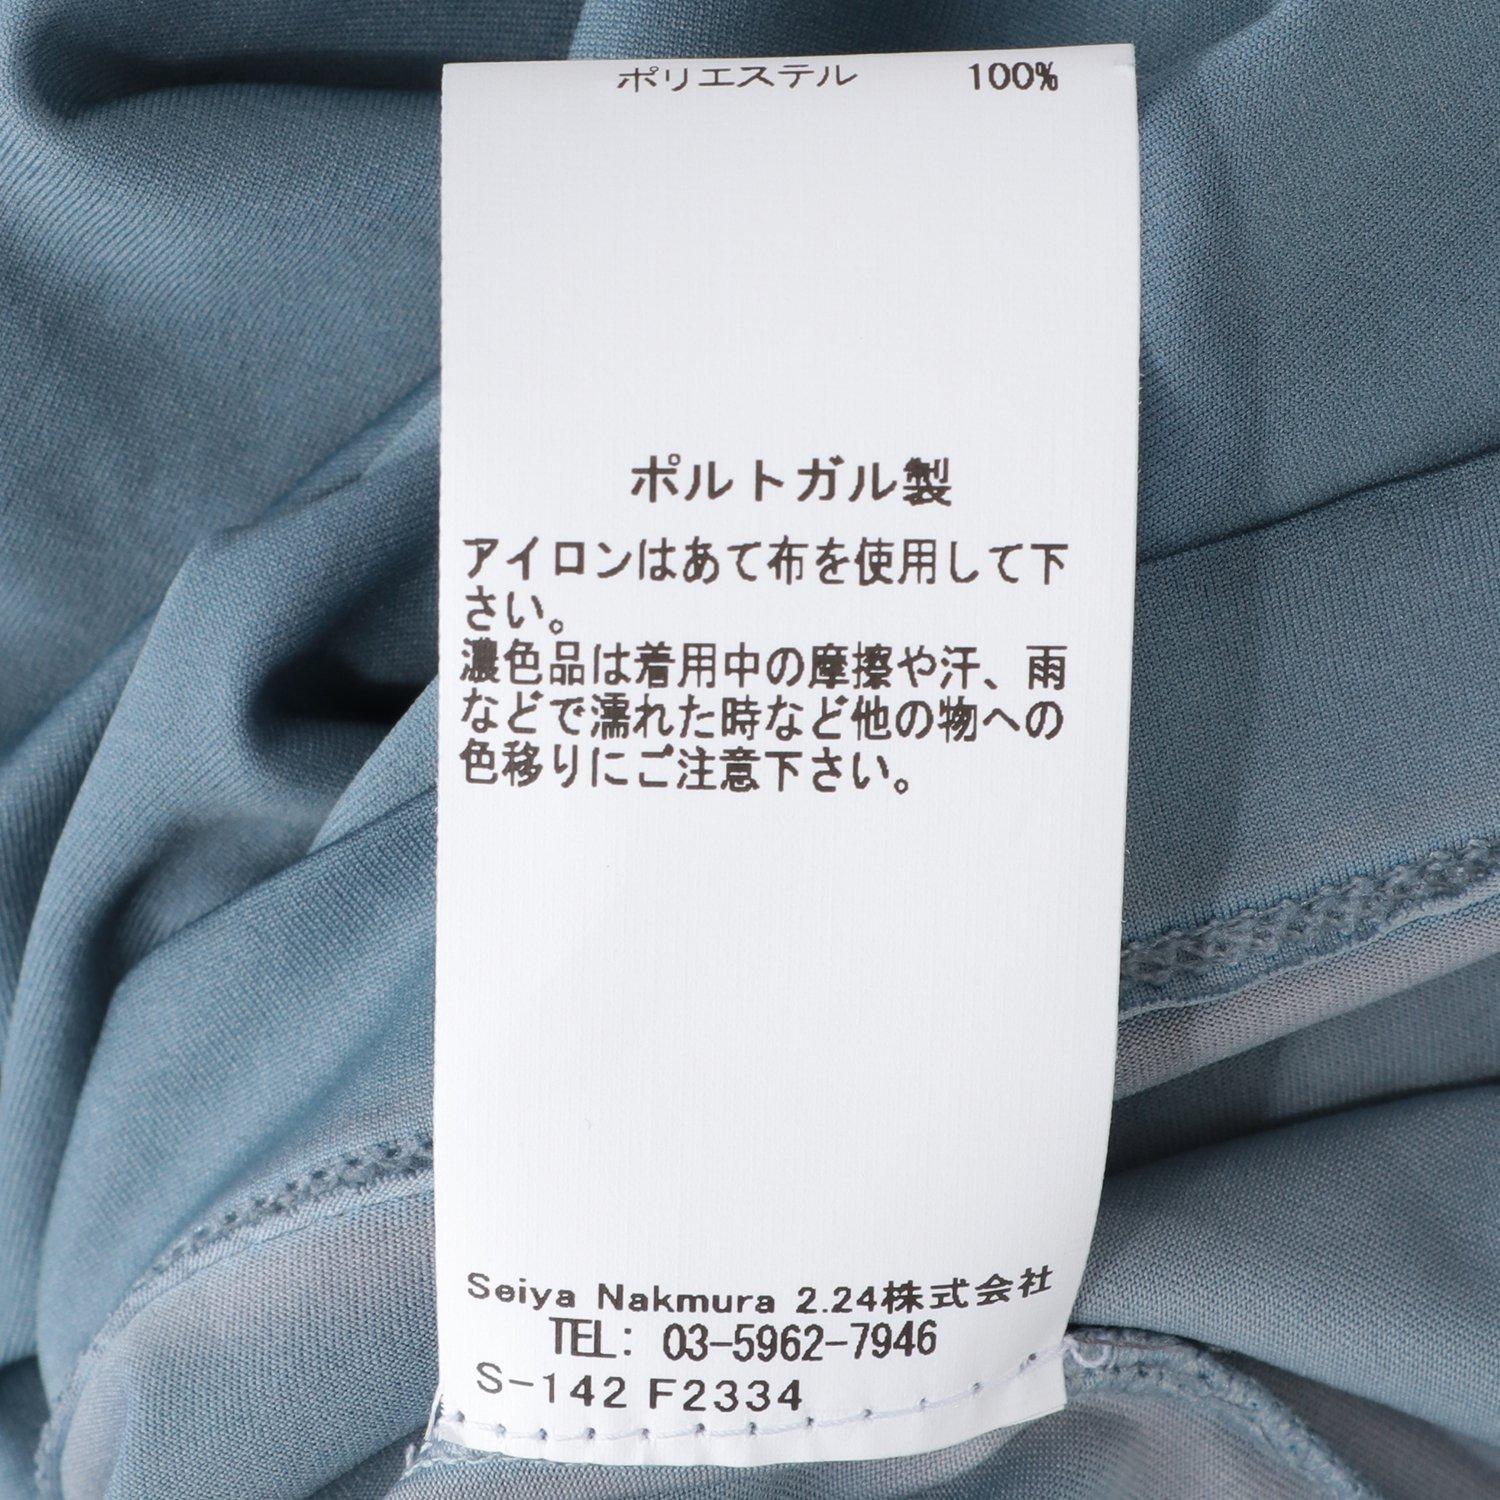 ポリエステル 100%
ポルトガル製
アイロンはあて布を使用して下
さい。
濃色品は着用中の摩擦や汗、雨
などで濡れた時など他の物への
色移りにご注意下さい。
Seiya Nakmura 2.24株式会社
TEL: 03-5962-7946
S-142 F2334